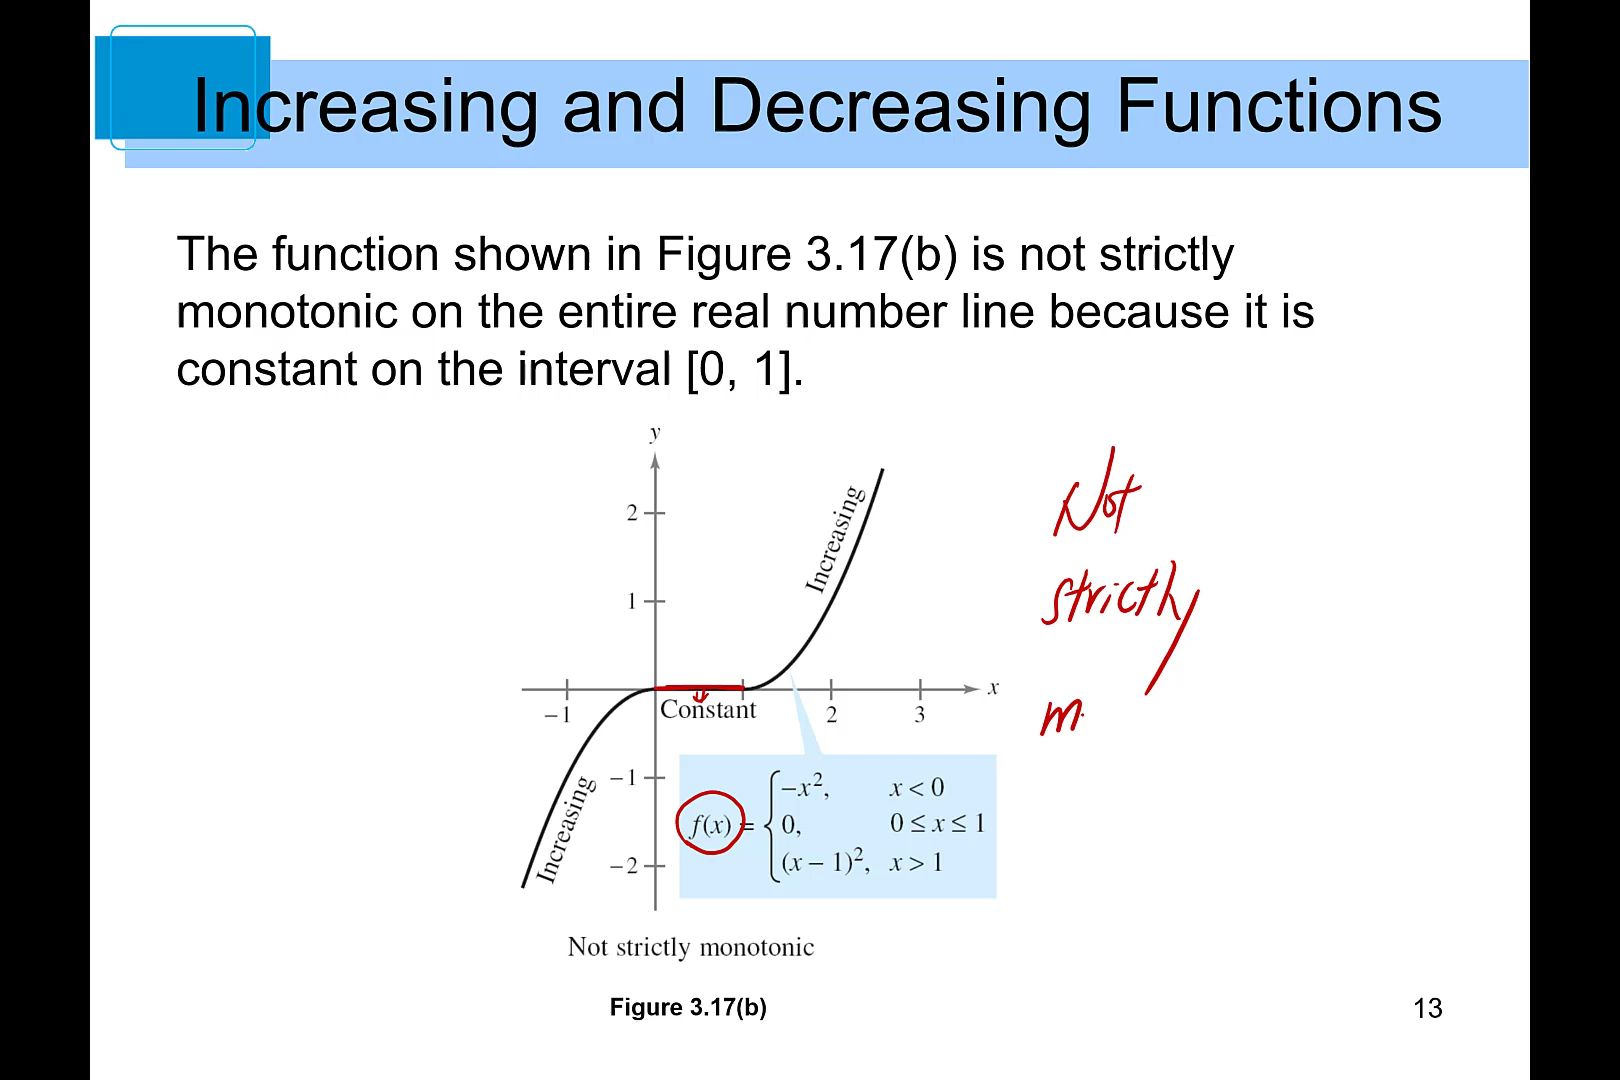 Increasing and Decreasing Functions
The function shown in Figure 3.17(b) is not strictly
monotonic on the entire real number line because it is
constant on the interval [0, 1].
y
2
1
Increasing
Not
strictly
m
x
−1
Constant
2
3
−1
−2
Increasing
f(x) = { −x², x < 0
0, 0 ≤ x ≤ 1
(x − 1)², x > 1
Not strictly monotonic
Figure 3.17(b)
13